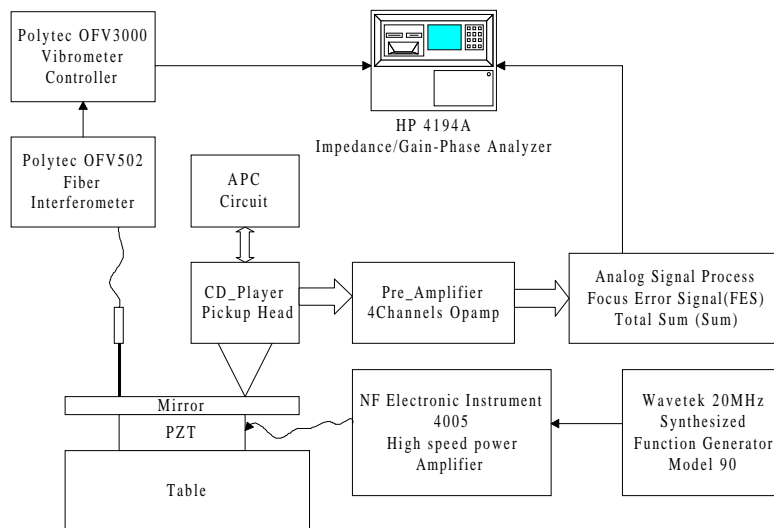 Polytec OFV3000
Vibrometer
Controller
HP 4194A
Impedance/Gain-Phase Analyzer
Polytec OFV502
Fiber
Interferometer
APC
Circuit
CD_Player
Pickup Head
Pre_Amplifier
4Channels Opamp
Analog Signal Process
Focus Error Signal(FES)
Total Sum (Sum)
Mirror
PZT
Table
NF Electronic Instrument
4005
High speed power
Amplifier
Wavetek 20MHz
Synthesized
Function Generator
Model 90